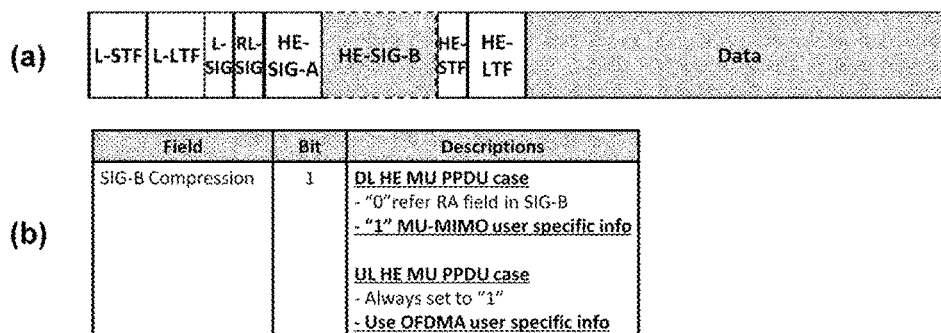 (a)
L-STF L-LTF L-SIG RL-SIG HE-SIG-A HE-SIG-B HE-STF HE-LTF Data
(b)
Field Bit Descriptions
SIG-B Compression 1 DL HE MU PPDU case
- "0"refer RA field in SIG-B
- "1" MU-MIMO user specific info
UL HE MU PPDU case
- Always set to "1"
- Use OFDMA user specific info